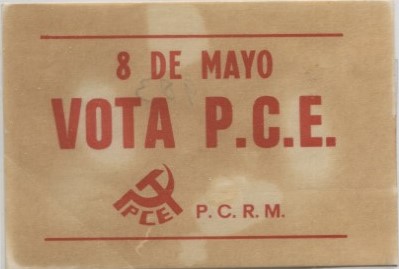 8 DE MAYO
VOTA P.C.E.
PCE P.C.R.M.